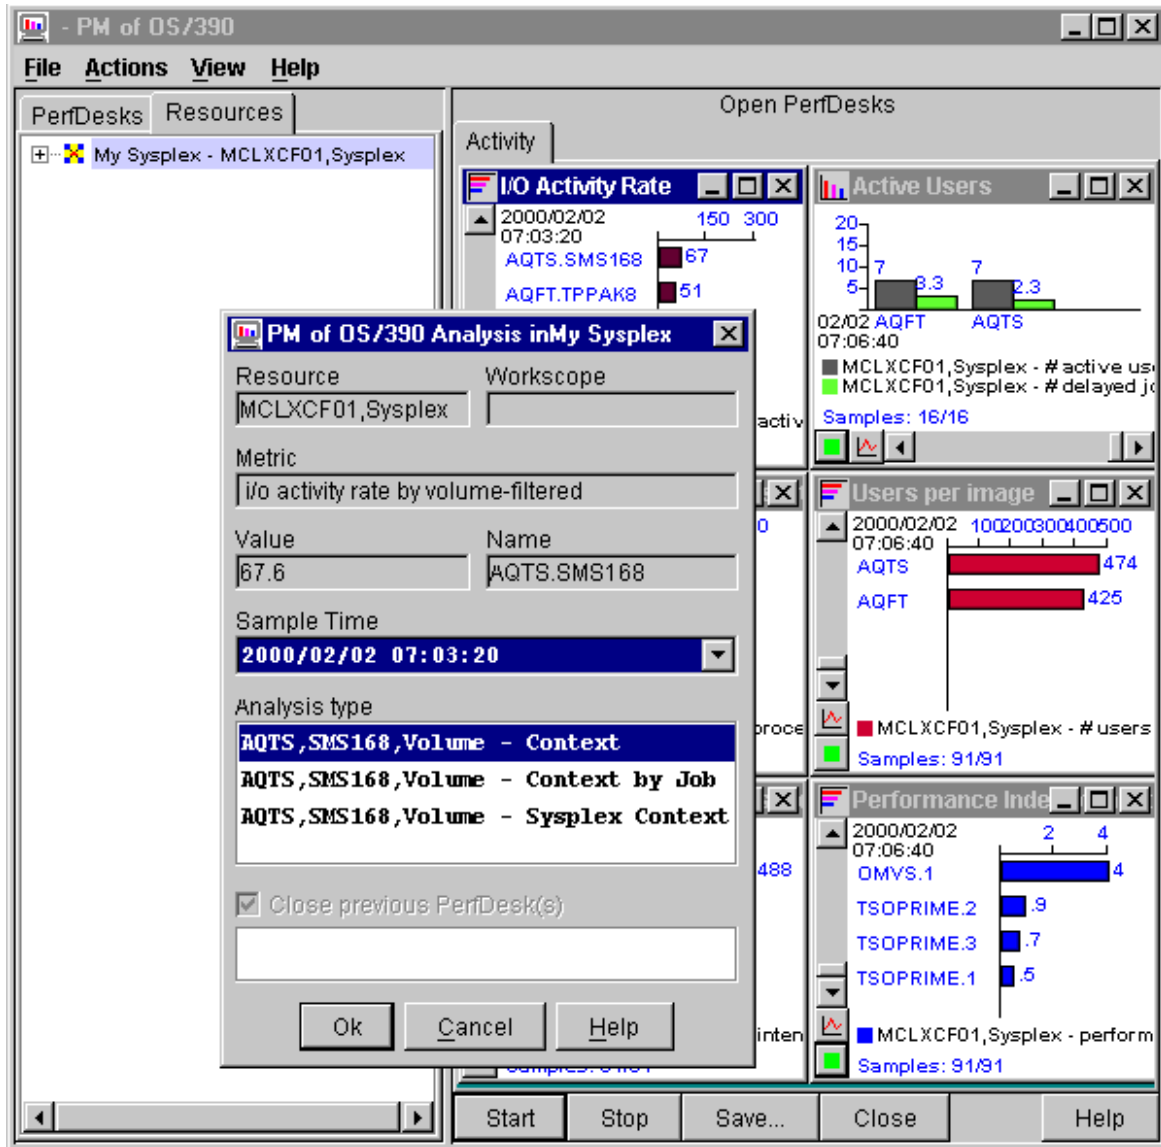 - PM of OS/390
File Actions View Help
PerfDesks Resources
My Sysplex - MCLXCF01,Sysplex
Open PerfDesks
Activity
I/O Activity Rate
2000/02/02
07:03:20
150 300
AQTS.SMS168 67
AQFT.TPPAK8 51
activ
Active Users
20
15
10
5
7 3.3 7 2.3
02/02 AQFT AQTS
07:06:40
MCLXCF01,Sysplex - # active use
MCLXCF01,Sysplex - # delayed jo
Samples: 16/16
PM of OS/390 Analysis inMy Sysplex
Resource Workscope
MCLXCF01,Sysplex
Metric
i/o activity rate by volume-filtered
Value Name
67.6 AQTS.SMS168
Sample Time
2000/02/02 07:03:20
Analysis type
AQTS,SMS168,Volume - Context
AQTS,SMS168,Volume - Context by Job
AQTS,SMS168,Volume - Sysplex Context
Close previous PerfDesk(s)
Ok Cancel Help
0
proce
Users per image
2000/02/02
07:06:40
100200300400500
AQTS 474
AQFT 425
MCLXCF01,Sysplex - # users
Samples: 91/91
488
inten
Performance Inde
2000/02/02
07:06:40
2 4
OMVS.1 4
TSOPRIME.2 .9
TSOPRIME.3 .7
TSOPRIME.1 .5
MCLXCF01,Sysplex - perform
Samples: 91/91
Start Stop Save... Close Help